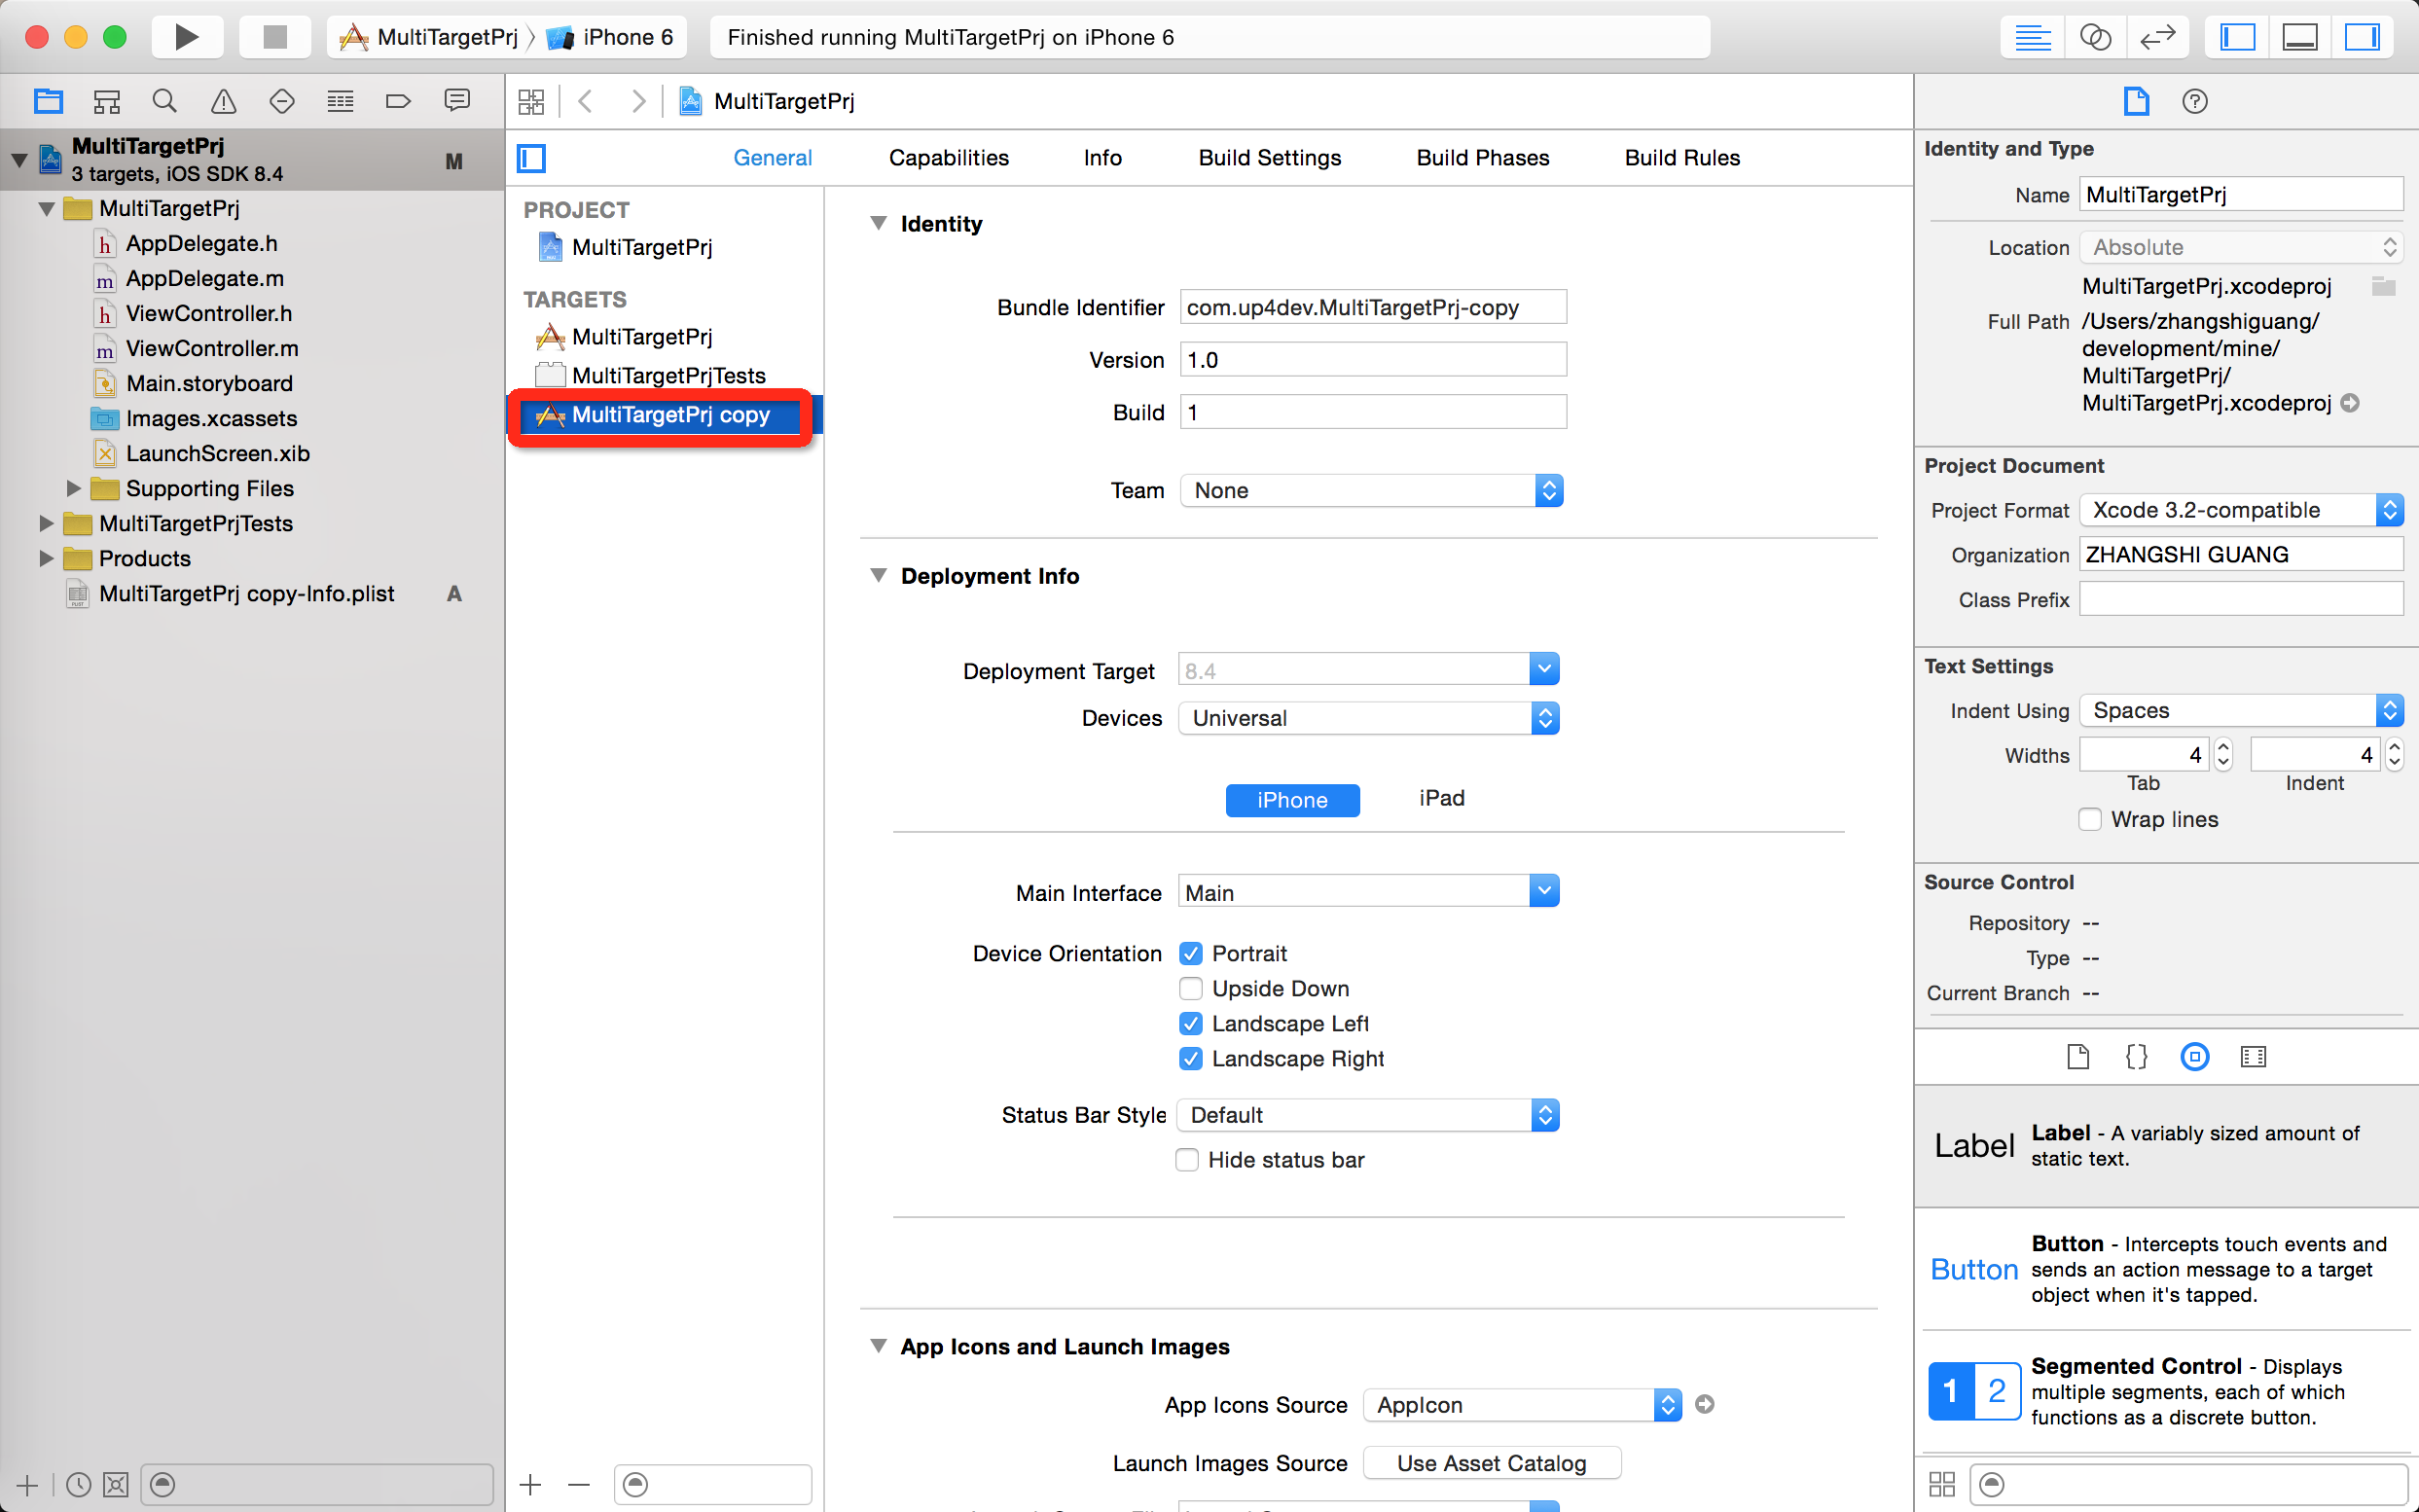 MultiTargetPrj
iPhone 6
Finished running MultiTargetPrj on iPhone 6
MultiTargetPrj
3 targets, iOS SDK 8.4
M
MultiTargetPrj
AppDelegate.h
AppDelegate.m
ViewController.h
ViewController.m
Main.storyboard
Images.xcassets
LaunchScreen.xib
Supporting Files
MultiTargetPrjTests
Products
MultiTargetPrj copy-Info.plist
A
MultiTargetPrj
General
Capabilities
Info
Build Settings
Build Phases
Build Rules
PROJECT
MultiTargetPrj
TARGETS
MultiTargetPrj
MultiTargetPrjTests
MultiTargetPrj copy
Identity
Bundle Identifier
com.up4dev.MultiTargetPrj-copy
Version
1.0
Build
1
Team
None
Deployment Info
Deployment Target
8.4
Devices
Universal
iPhone
iPad
Main Interface
Main
Device Orientation
Portrait
Upside Down
Landscape Left
Landscape Right
Status Bar Style
Default
Hide status bar
App Icons and Launch Images
App Icons Source
AppIcon
Launch Images Source
Use Asset Catalog
Identity and Type
Name
MultiTargetPrj
Location
Absolute
MultiTargetPrj.xcodeproj
Full Path
/Users/zhangshiguang/
development/mine/
MultiTargetPrj/
MultiTargetPrj.xcodeproj
Project Document
Project Format
Xcode 3.2-compatible
Organization
ZHANGSHI GUANG
Class Prefix
Text Settings
Indent Using
Spaces
Widths
4
4
Tab
Indent
Wrap lines
Source Control
Repository
--
Type
--
Current Branch
--
Label
Label - A variably sized amount of
static text.
Button
Button - Intercepts touch events and
sends an action message to a target
object when it's tapped.
1
2
Segmented Control - Displays
multiple segments, each of which
functions as a discrete button.